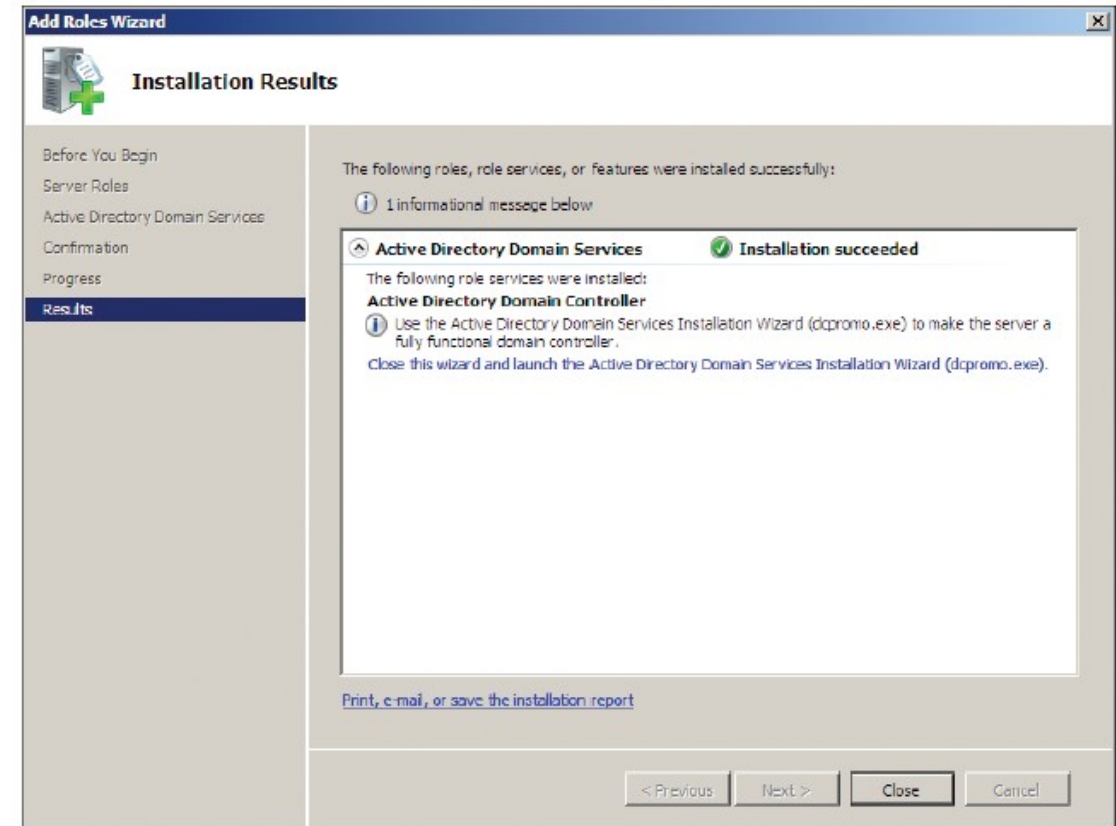 Add Roles Wizard
Installation Results
Before You Begin
Server Roles
Active Directory Domain Services
Confirmation
Progress
Results
The following roles, role services, or features were installed successfully:
1 informational message below
Active Directory Domain Services Installation succeeded
The following role services were installed:
Active Directory Domain Controller
Use the Active Directory Domain Services Installation Wizard (dcpromo.exe) to make the server a
fully functional domain controller.
Close this wizard and launch the Active Directory Domain Services Installation Wizard (dcpromo.exe).
Print, e-mail, or save the installation report
< Previous Next > Close Cancel